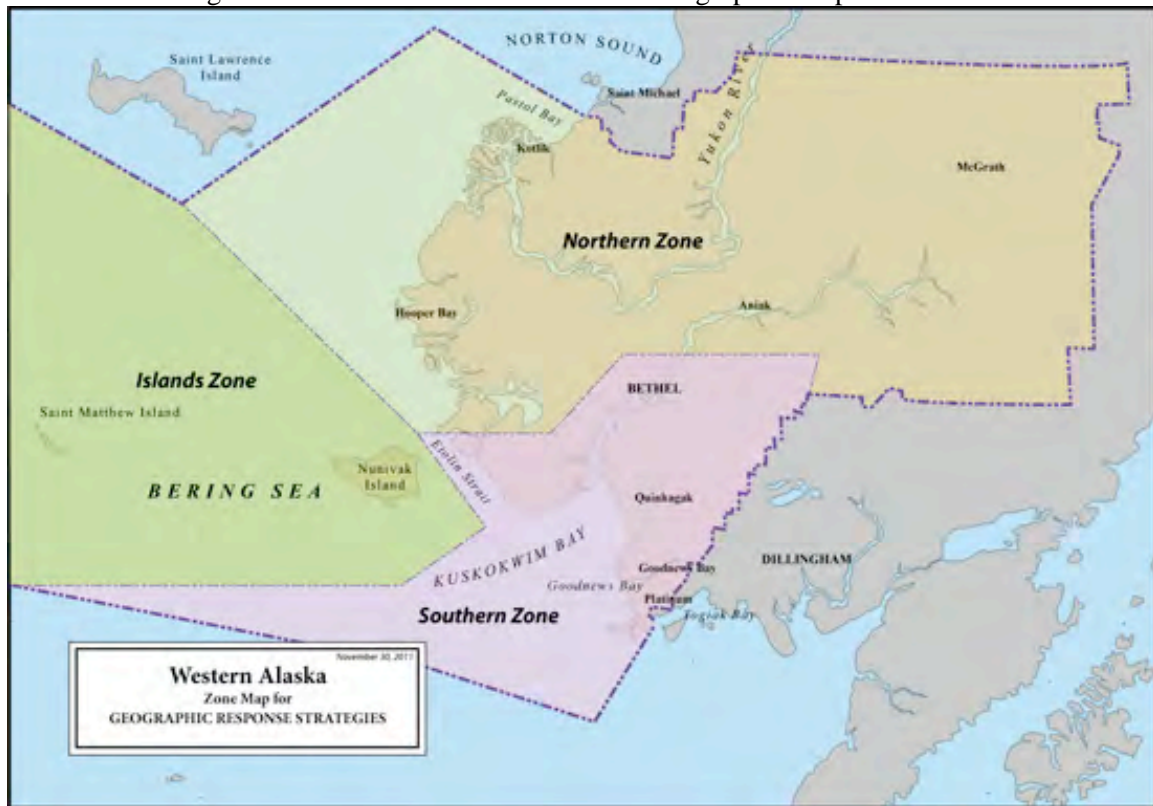 NORTON SOUND
Saint Lawrence
Island
Saint Michael
Pastol Bay
Yukon River
Kotlik
McGrath
Northern Zone
Hooper Bay
Aniak
Islands Zone
BETHEL
Saint Matthew Island
Etolin Strait
Nunivak
Island
BERING SEA
Quinhagak
KUSKOKWIM BAY
DILLINGHAM
Goodnews Bay
Goodnews Bay
Platinum
Togiak Bay
Southern Zone
November 30, 2011
Western Alaska
Zone Map for
GEOGRAPHIC RESPONSE STRATEGIES